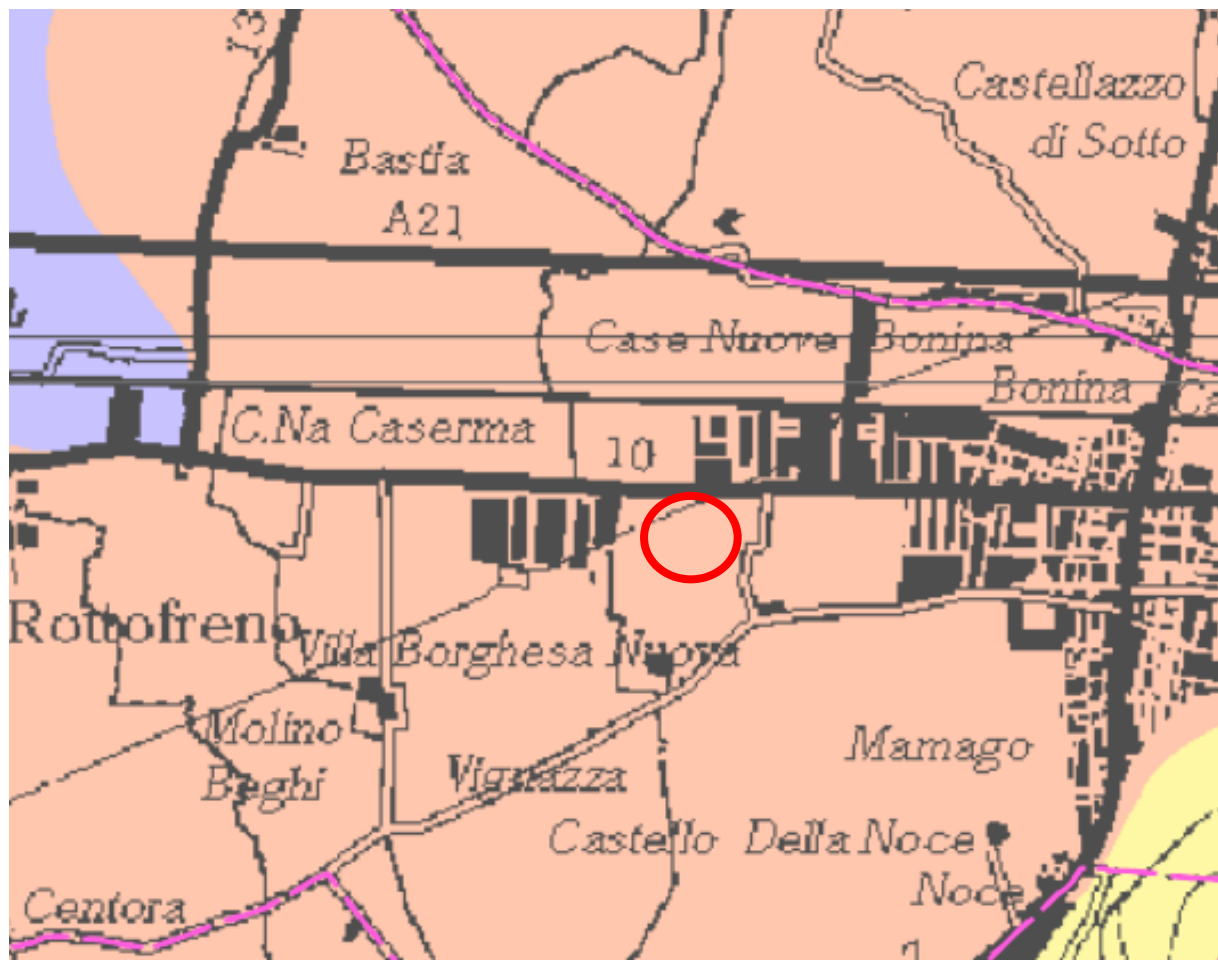 13
Castellazzo
di Sotto
Bastia
A21
Case Nuove Bonina
Bonina
Ca
C.Na Caserma
10
Rottofreno
Villa Borghesa Nuova
Molino
Beghi
Vignazza
Mamago
Castello Della Noce
Noce
Centora